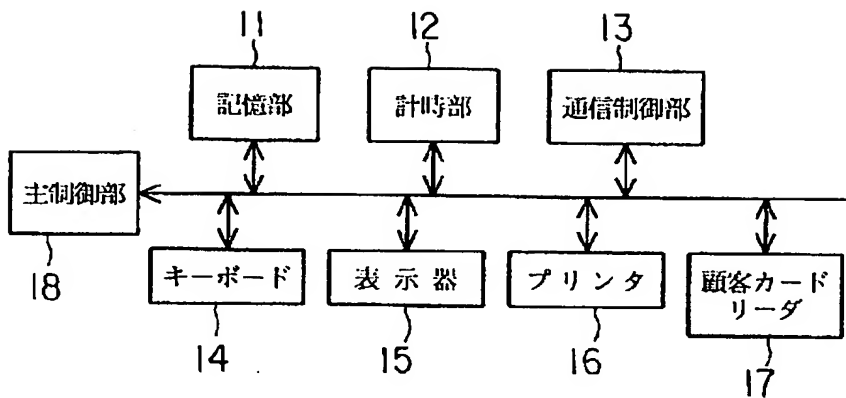 11
12
13
記憶部
計時部
通信制御部
主制御部
18
キーボード
表示器
プリンタ
顧客カード
リーダ
14
15
16
17